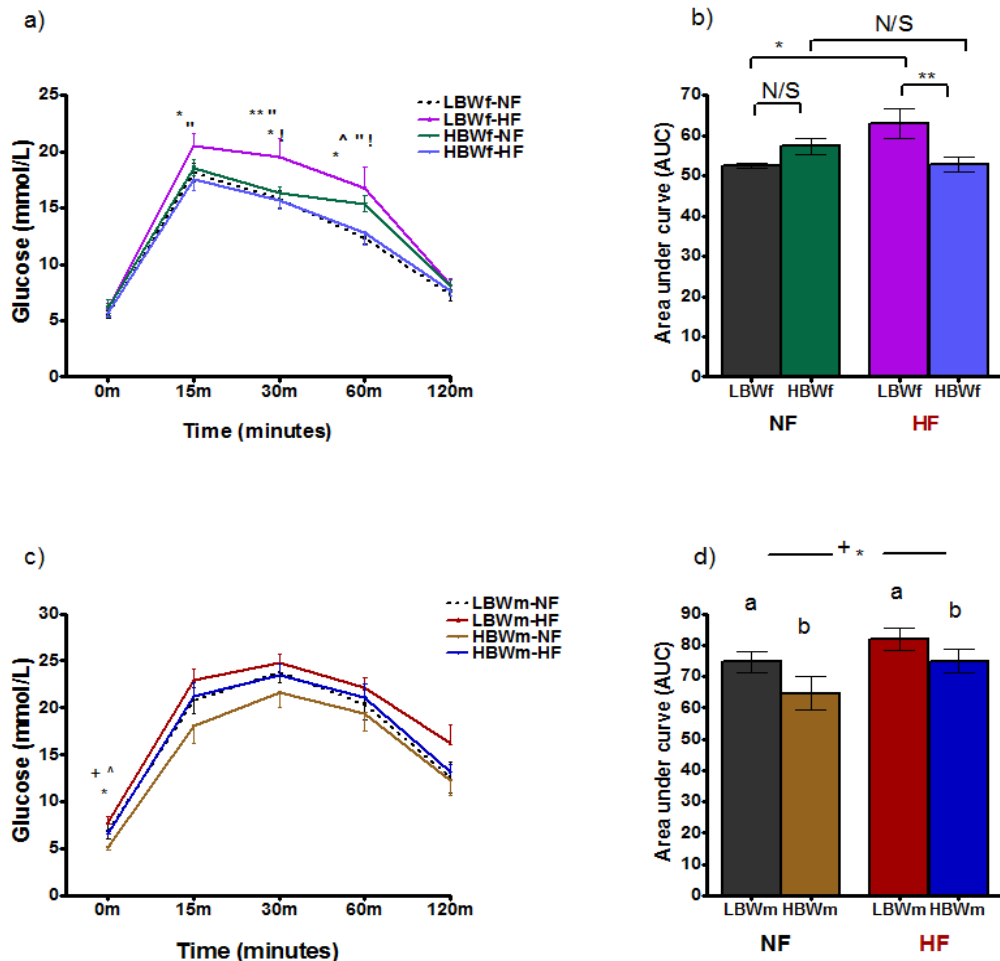 a)
* "
** "
* !
^ " !
*
LBWf-NF
LBWf-HF
HBWf-NF
HBWf-HF
Glucose (mmol/L)
25
20
15
10
5
0
0m 15m 30m 60m 120m
Time (minutes)
b)
N/S
*
N/S
**
Area under curve (AUC)
70
60
50
40
30
20
10
0
LBWf HBWf LBWf HBWf
NF HF
c)
LBWm-NF
LBWm-HF
HBWm-NF
HBWm-HF
Glucose (mmol/L)
30
25
20
15
10
5
0
+ ^
*
0m 15m 30m 60m 120m
Time (minutes)
d)
+ *
a b a b
Area under curve (AUC)
90
80
70
60
50
40
30
20
10
0
LBWm HBWm LBWm HBWm
NF HF